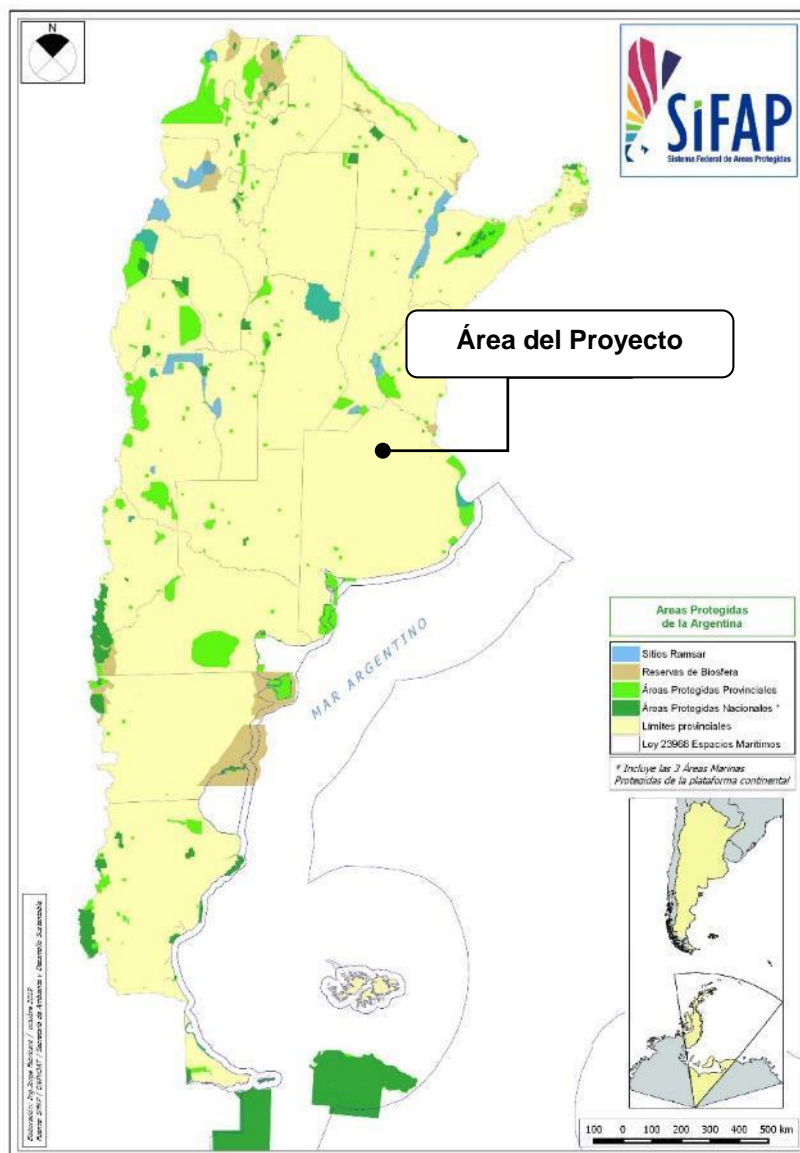 N
SiFAP
Sistema Federal de Areas Protegidas
Área del Proyecto
MAR ARGENTINO
Areas Protegidas
de la Argentina
Sitios Ramsar
Reservas de Biosfera
Áreas Protegidas Provinciales
Áreas Protegidas Nacionales *
Límites provinciales
Ley 23968 Espacios Marítimos
* Incluye las 3 Áreas Marinas
Protegidas de la plataforma continental
100 0 100 200 300 400 500 km